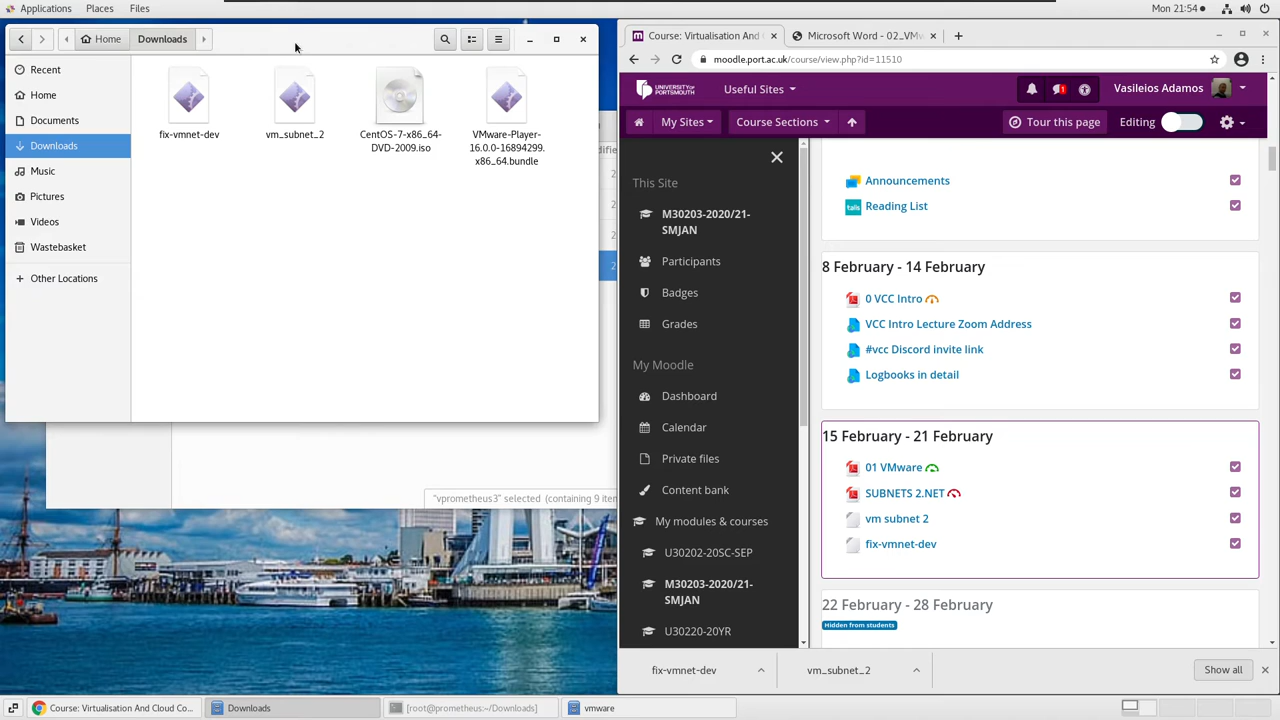 Applications Places Files Mon 21:54
Home Downloads
Recent
Home
Documents
Downloads
Music
Pictures
Videos
Wastebasket
Other Locations
fix-vmnet-dev
vm_subnet_2
CentOS-7-x86_64-
DVD-2009.iso
VMware-Player-
16.0.0-16894299.
x86_64.bundle
"vprometheus3" selected (containing 9 iten
Course: Virtualisation And C
Microsoft Word - 02_VMw
moodle.port.ac.uk/course/view.php?id=11510
UNIVERSITY OF
PORTSMOUTH
Useful Sites
1
Vasileios Adamos
My Sites
Course Sections
Tour this page
Editing
This Site
M30203-2020/21-
SMJAN
Participants
Badges
Grades
My Moodle
Dashboard
Calendar
Private files
Content bank
My modules & courses
U30202-20SC-SEP
M30203-2020/21-
SMJAN
U30220-20YR
Announcements
Reading List
8 February - 14 February
0 VCC Intro
VCC Intro Lecture Zoom Address
#vcc Discord invite link
Logbooks in detail
15 February - 21 February
01 VMware
SUBNETS 2.NET
vm subnet 2
fix-vmnet-dev
22 February - 28 February
Hidden from students
fix-vmnet-dev
vm_subnet_2
Show all
Course: Virtualisation And Cloud Co...
Downloads
[root@prometheus:~/Downloads]
vmware